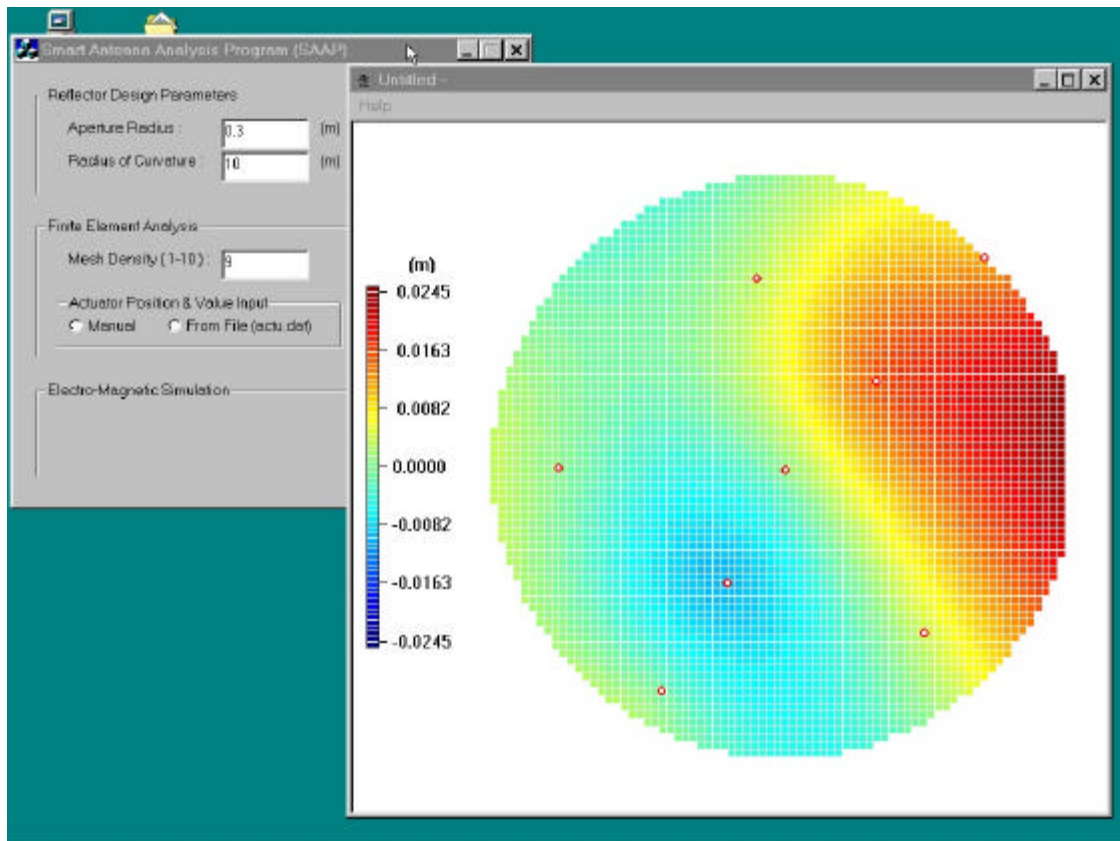 Smart Antenna Analysis Program (SAAP)
Reflector Design Parameters
Aperture Radius : 0.3 (m)
Radius of Curvature : 10 (m)
Finite Element Analysis
Mesh Density ( 1-10 ) : 9
Actuator Position & Value Input
Manual From File (actu.dat)
Electro-Magnetic Simulation
Untitled -
Help
(m)
0.0245
0.0163
0.0082
0.0000
-0.0082
-0.0163
-0.0245